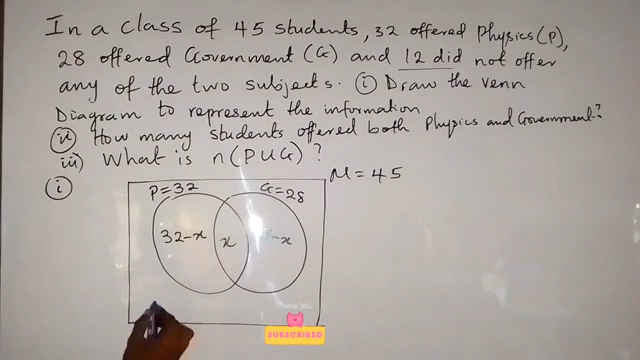 In a class of 45 students, 32 offered Physics (P),
28 offered Government (G) and 12 did not offer
any of the two subjects. (i) Draw the venn
Diagram to represent the information
(ii) How many students offered both Physics and Government?
iii) What is n(PUG)?
(i)
P=32 G=28 M=45
32-x x -x
SUBSCRIBED